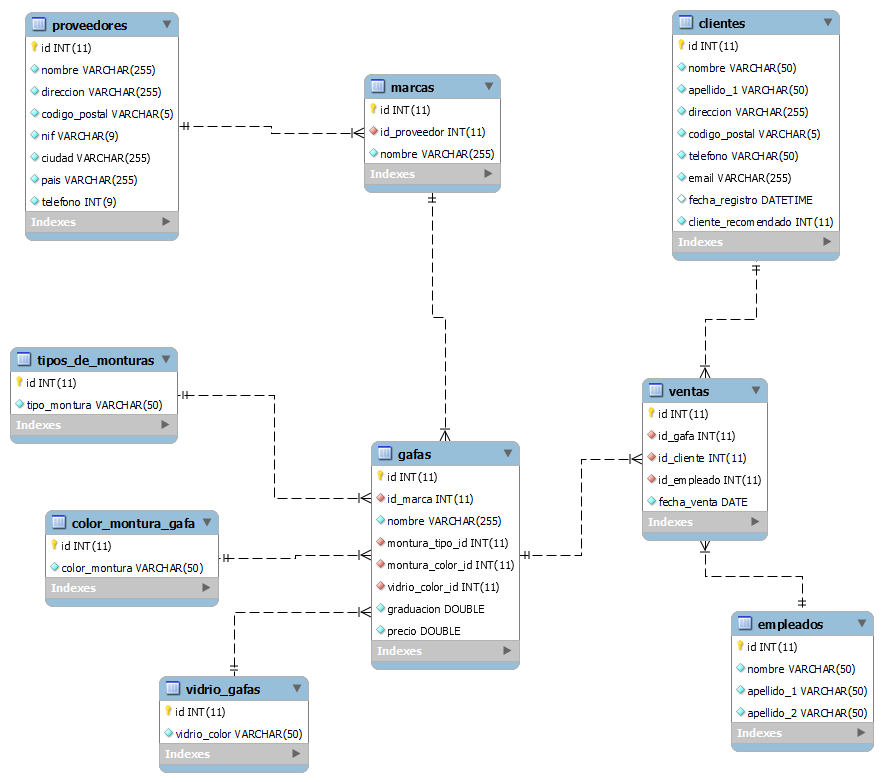 proveedores
id INT(11)
nombre VARCHAR(255)
direccion VARCHAR(255)
codigo_postal VARCHAR(5)
nif VARCHAR(9)
ciudad VARCHAR(255)
pais VARCHAR(255)
telefono INT(9)
Indexes
marcas
id INT(11)
id_proveedor INT(11)
nombre VARCHAR(255)
Indexes
clientes
id INT(11)
nombre VARCHAR(50)
apellido_1 VARCHAR(50)
direccion VARCHAR(255)
codigo_postal VARCHAR(5)
telefono VARCHAR(50)
email VARCHAR(255)
fecha_registro DATETIME
cliente_recomendado INT(11)
Indexes
tipos_de_monturas
id INT(11)
tipo_montura VARCHAR(50)
Indexes
color_montura_gafa
id INT(11)
color_montura VARCHAR(50)
Indexes
vidrio_gafas
id INT(11)
vidrio_color VARCHAR(50)
Indexes
gafas
id INT(11)
id_marca INT(11)
nombre VARCHAR(255)
montura_tipo_id INT(11)
montura_color_id INT(11)
vidrio_color_id INT(11)
graduacion DOUBLE
precio DOUBLE
Indexes
ventas
id INT(11)
id_gafa INT(11)
id_cliente INT(11)
id_empleado INT(11)
fecha_venta DATE
Indexes
empleados
id INT(11)
nombre VARCHAR(50)
apellido_1 VARCHAR(50)
apellido_2 VARCHAR(50)
Indexes